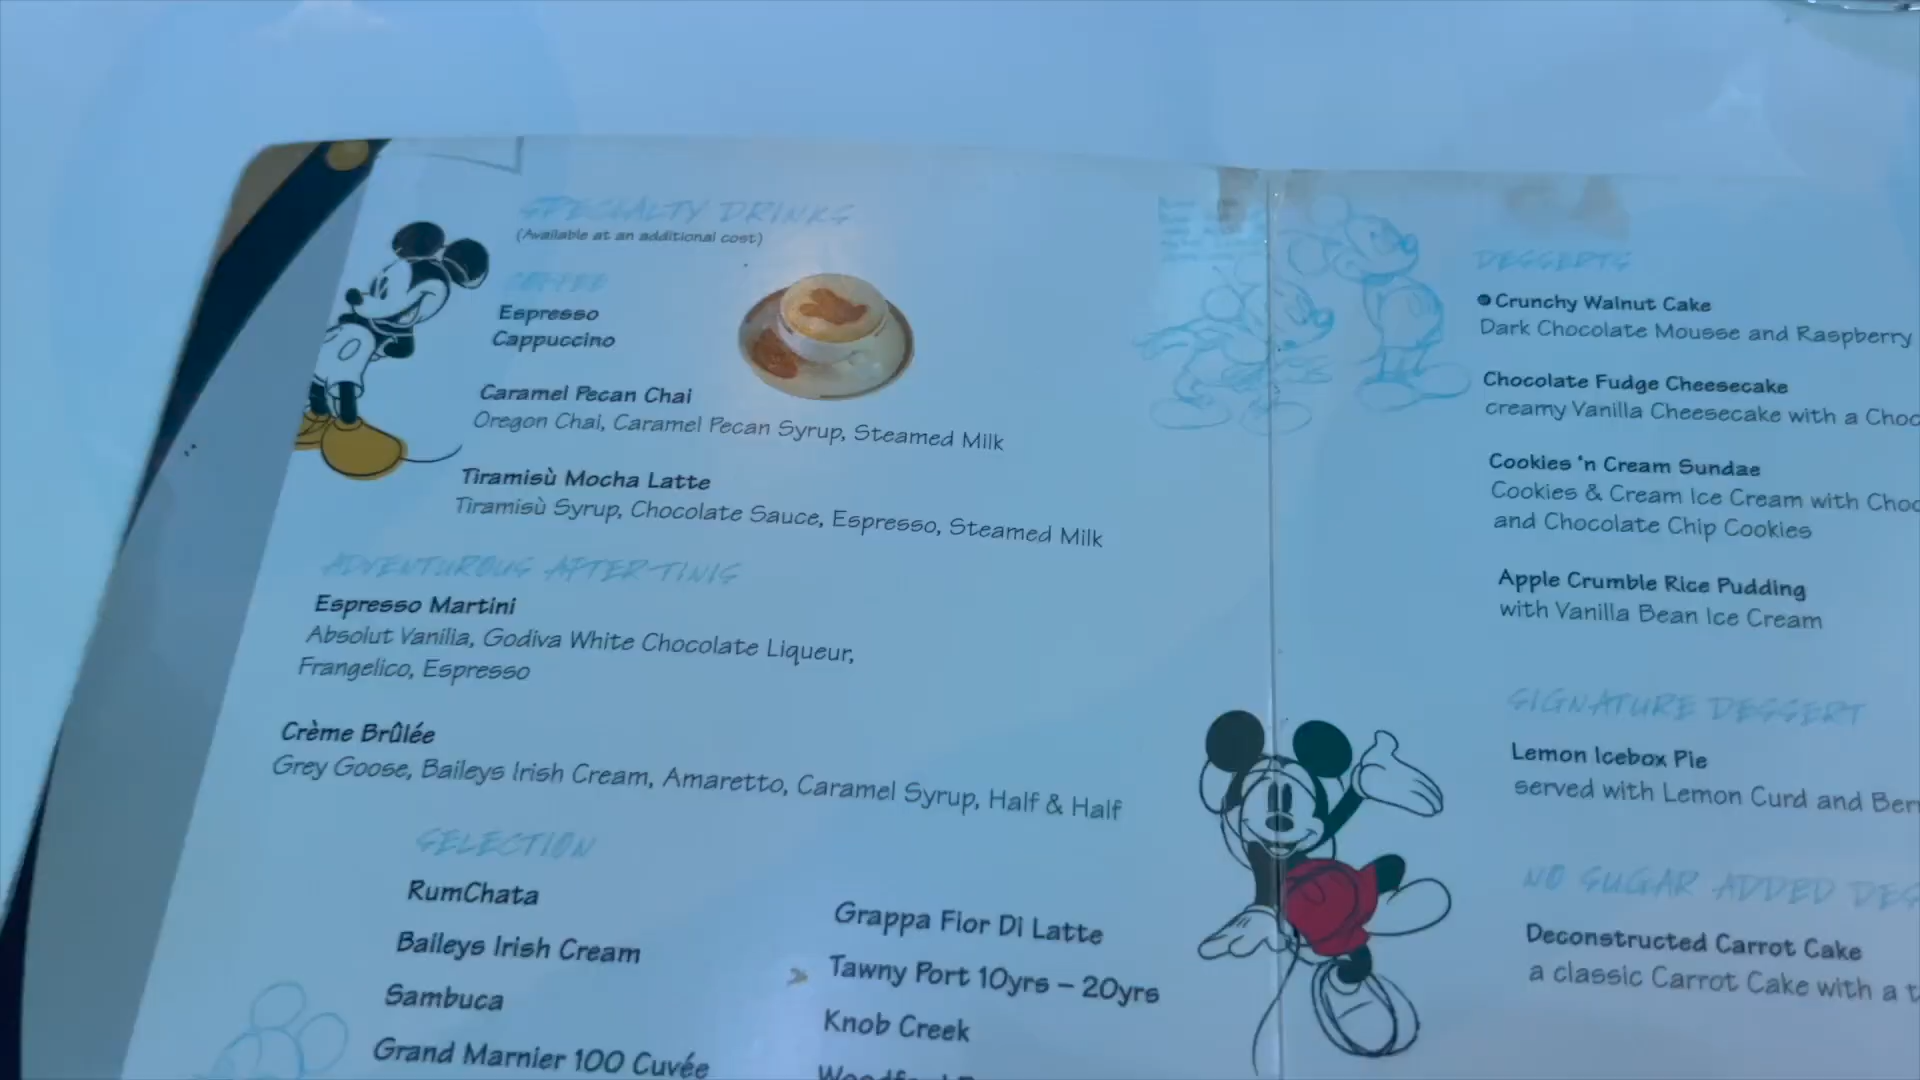 SPECIALTY DRINKS
(Available at an additional cost)
COFFEE
Espresso
Cappuccino
Caramel Pecan Chai
Oregon Chai, Caramel Pecan Syrup, Steamed Milk
Tiramisù Mocha Latte
Tiramisù Syrup, Chocolate Sauce, Espresso, Steamed Milk
ADVENTUROUS AFTER-TINIS
Espresso Martini
Absolut Vanilia, Godiva White Chocolate Liqueur,
Frangelico, Espresso
Crème Brûlée
Grey Goose, Baileys Irish Cream, Amaretto, Caramel Syrup, Half & Half
SELECTION
RumChata
Baileys Irish Cream
Sambuca
Grand Marnier 100 Cuvée
Grappa Fior Di Latte
Tawny Port 10yrs – 20yrs
Knob Creek
DESSERTS
Crunchy Walnut Cake
Dark Chocolate Mousse and Raspberry
Chocolate Fudge Cheesecake
creamy Vanilla Cheesecake with a Choc
Cookies 'n Cream Sundae
Cookies & Cream Ice Cream with Choc
and Chocolate Chip Cookies
Apple Crumble Rice Pudding
with Vanilla Bean Ice Cream
SIGNATURE DESSERT
Lemon Icebox Pie
served with Lemon Curd and Berr
NO SUGAR ADDED DES
Deconstructed Carrot Cake
a classic Carrot Cake with a t